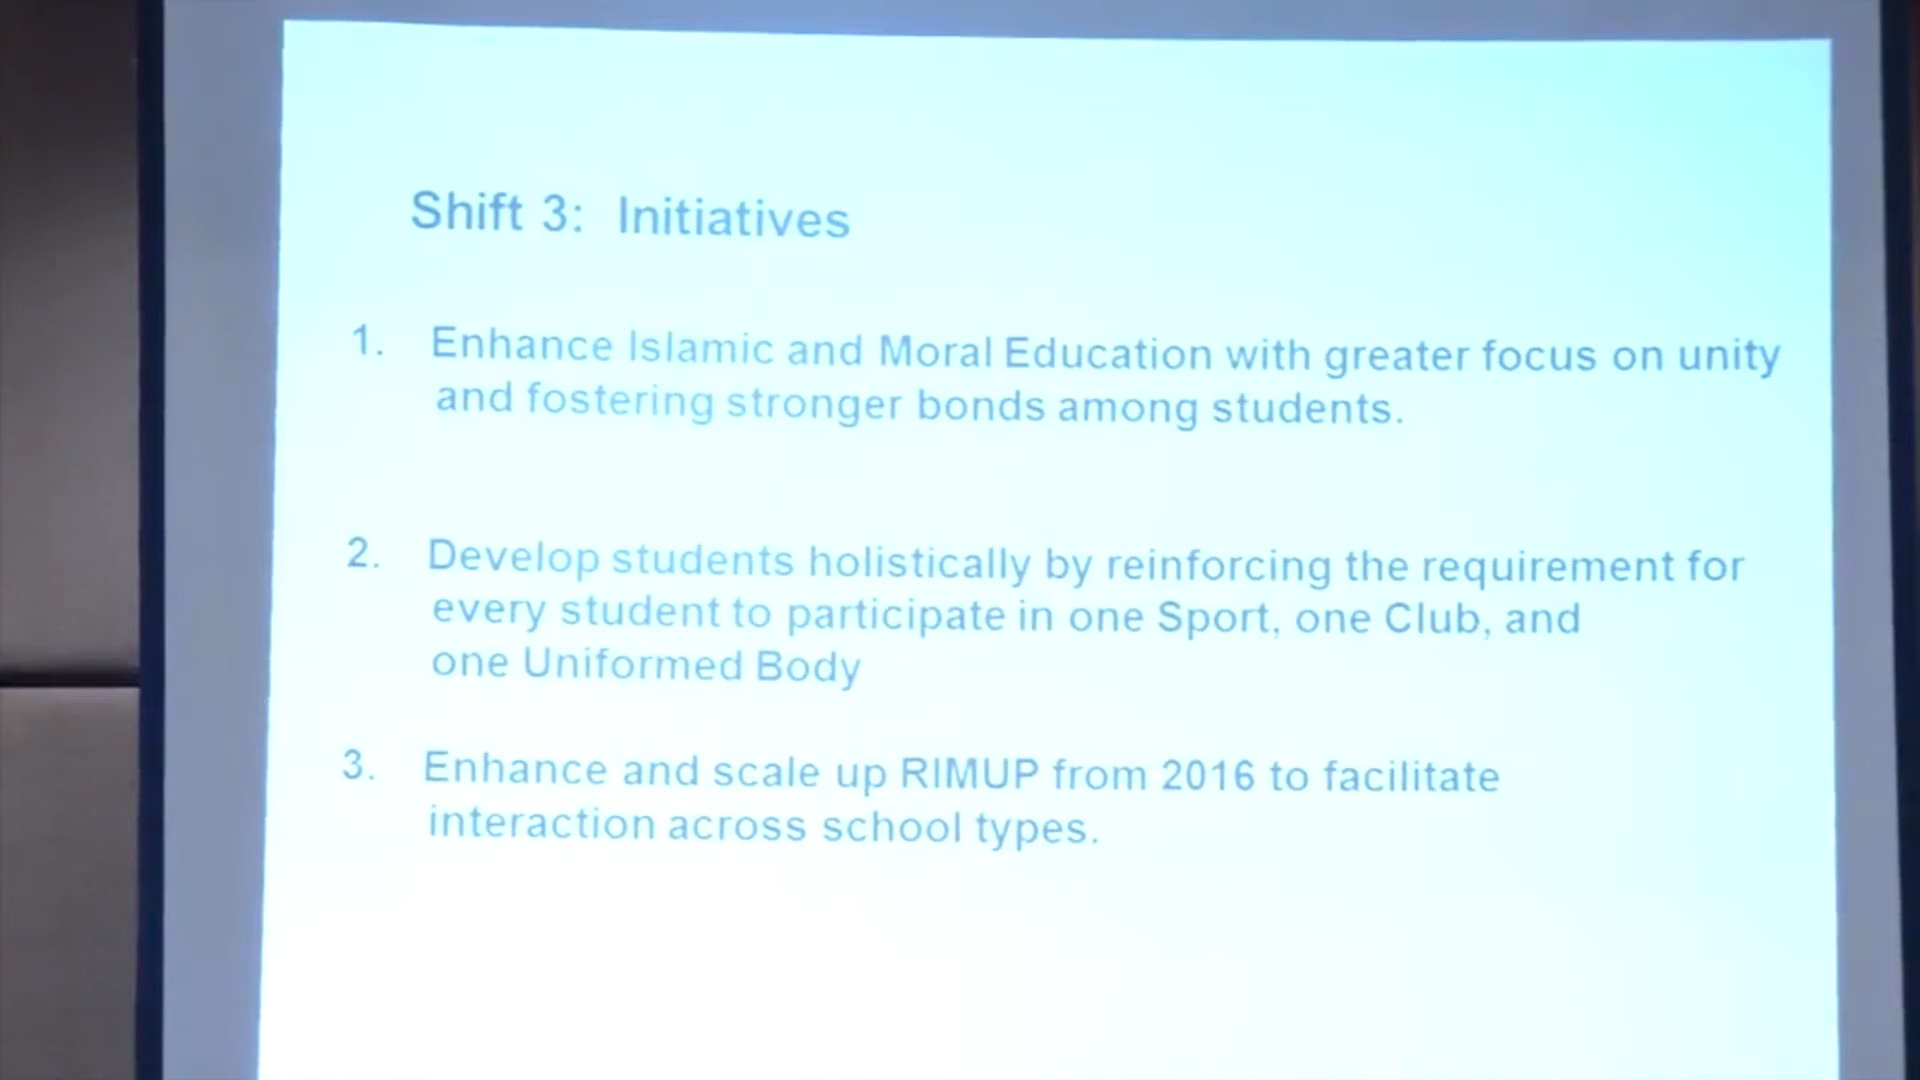 Shift 3: Initiatives
1. Enhance Islamic and Moral Education with greater focus on unity
and fostering stronger bonds among students.
2. Develop students holistically by reinforcing the requirement for
every student to participate in one Sport, one Club, and
one Uniformed Body
3. Enhance and scale up RIMUP from 2016 to facilitate
interaction across school types.